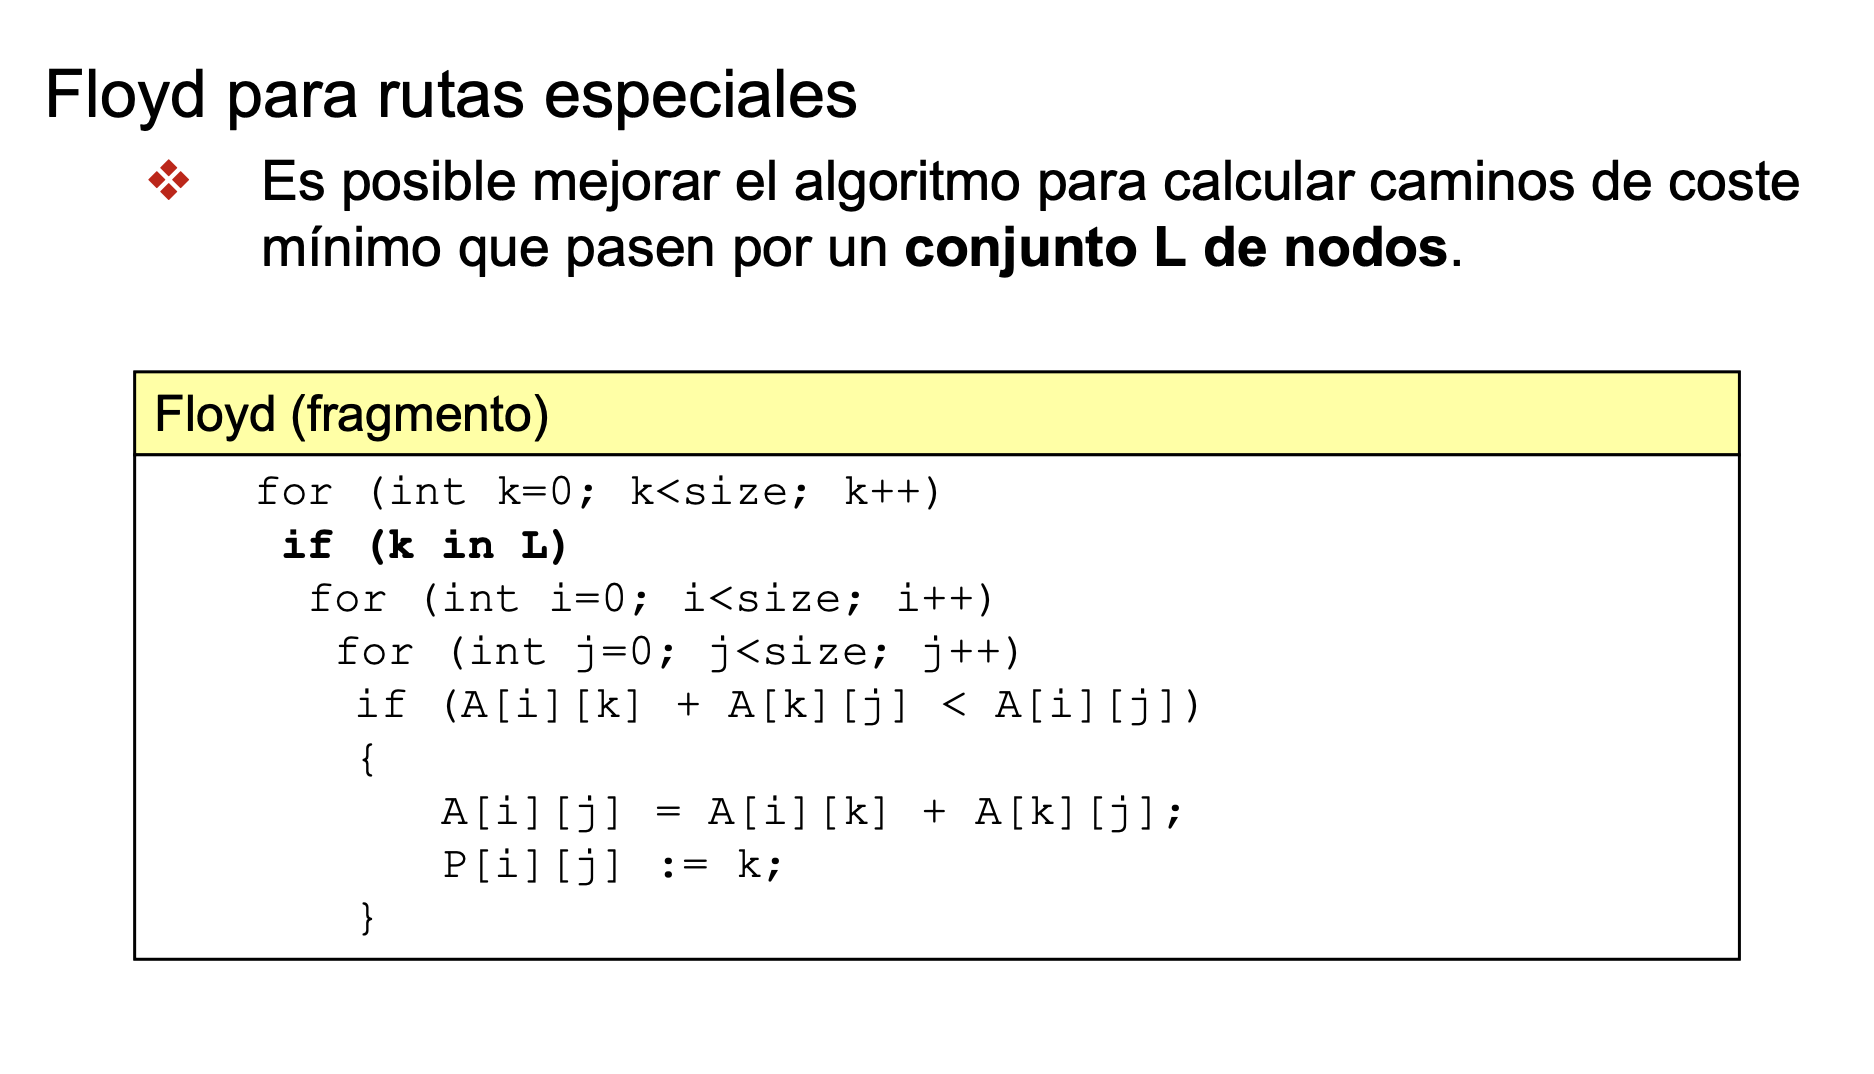 Floyd para rutas especiales
Es posible mejorar el algoritmo para calcular caminos de coste
mínimo que pasen por un conjunto L de nodos.
Floyd (fragmento)
for (int k=0; k<size; k++)
if (k in L)
for (int i=0; i<size; i++)
for (int j=0; j<size; j++)
if (A[i][k] + A[k][j] < A[i][j])
{
A[i][j] = A[i][k] + A[k][j];
P[i][j] := k;
}